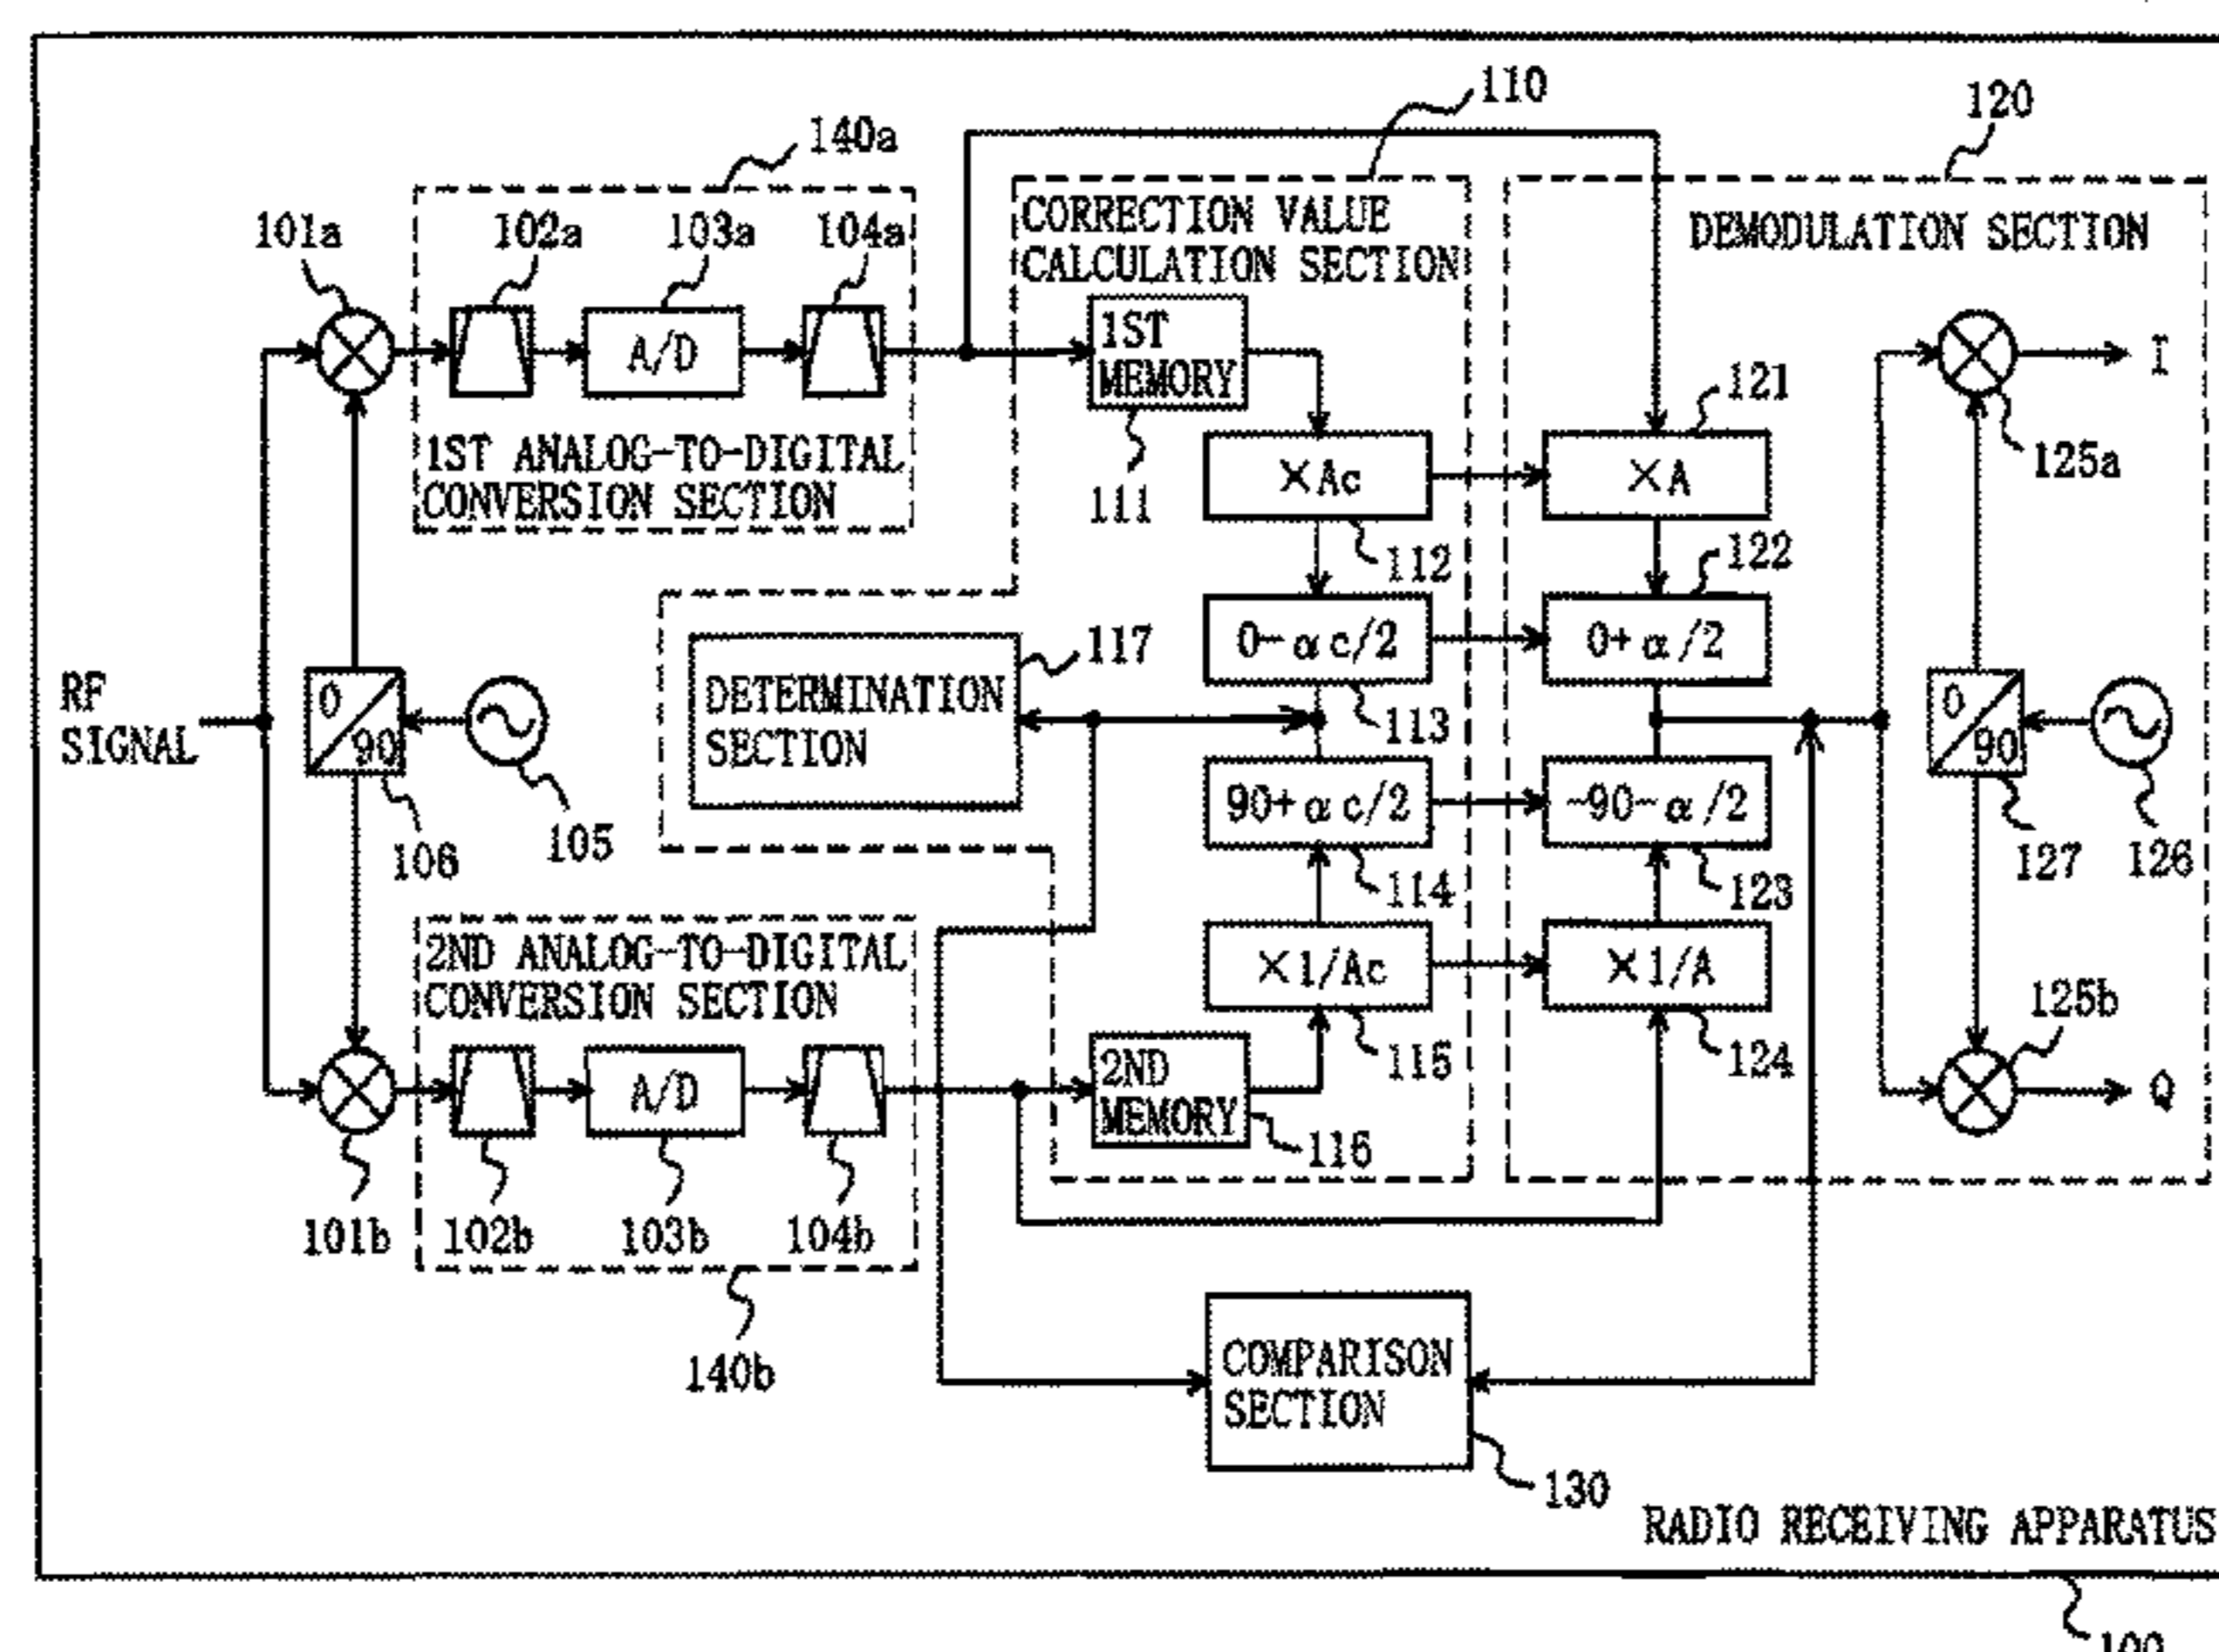 110
120
140a
CORRECTION VALUE
CALCULATION SECTION
DEMODULATION SECTION
101a
102a
103a
104a
A/D
1ST
MEMORY
I
1ST ANALOG-TO-DIGITAL
CONVERSION SECTION
111
×Ac
112
121
×A
125a
122
0-αc/2
113
0+α/2
RF
SIGNAL
0
90
106
105
DETERMINATION
SECTION
117
90+αc/2
114
-90-α/2
123
0
90
127
126
2ND ANALOG-TO-DIGITAL
CONVERSION SECTION
×1/Ac
115
×1/A
124
125b
A/D
2ND
MEMORY
116
Q
101b
102b
103b
104b
140b
COMPARISON
SECTION
130
RADIO RECEIVING APPARATUS
100